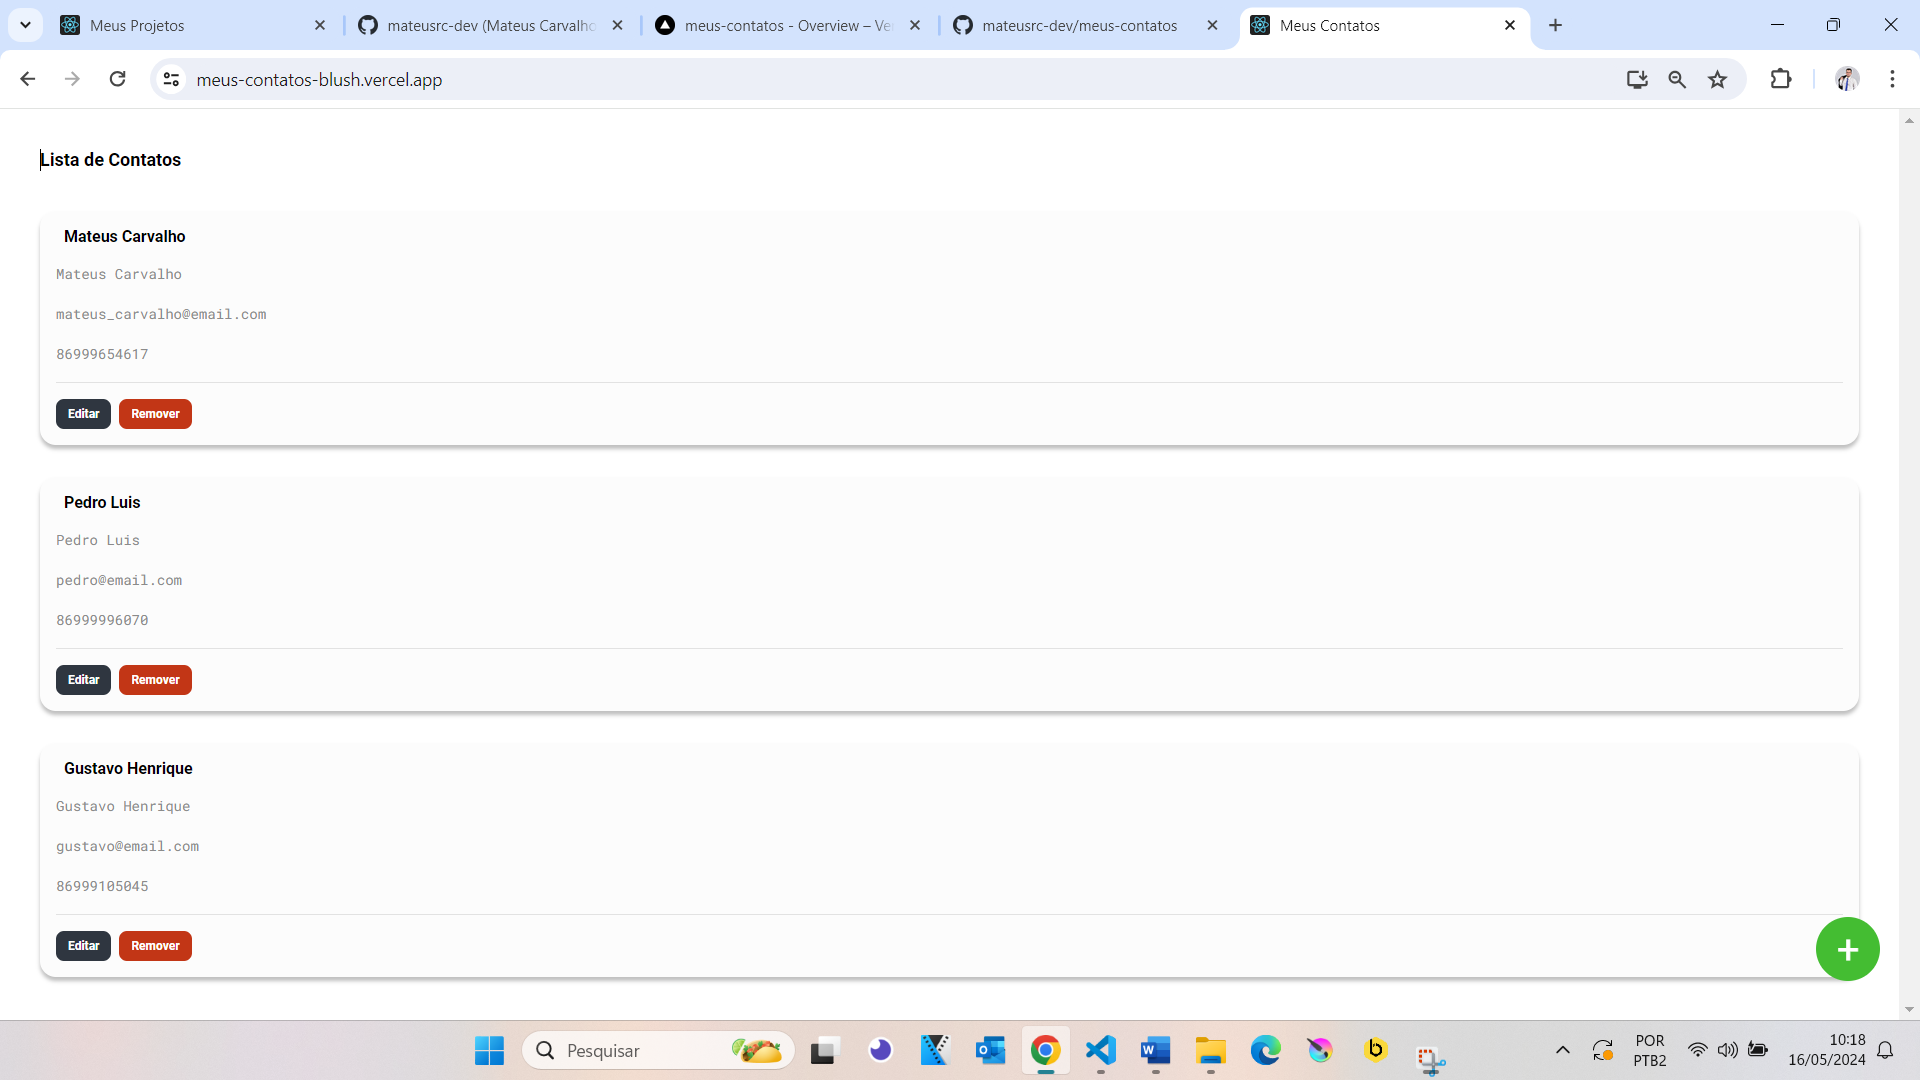 Meus Projetos
mateusrc-dev (Mateus Carvalho
meus-contatos - Overview – Ve
mateusrc-dev/meus-contatos
Meus Contatos
meus-contatos-blush.vercel.app
Lista de Contatos
Mateus Carvalho
Mateus Carvalho
mateus_carvalho@email.com
86999654617
Editar Remover
Pedro Luis
Pedro Luis
pedro@email.com
86999996070
Editar Remover
Gustavo Henrique
Gustavo Henrique
gustavo@email.com
86999105045
Editar Remover
+
Pesquisar
POR
PTB2
10:18
16/05/2024